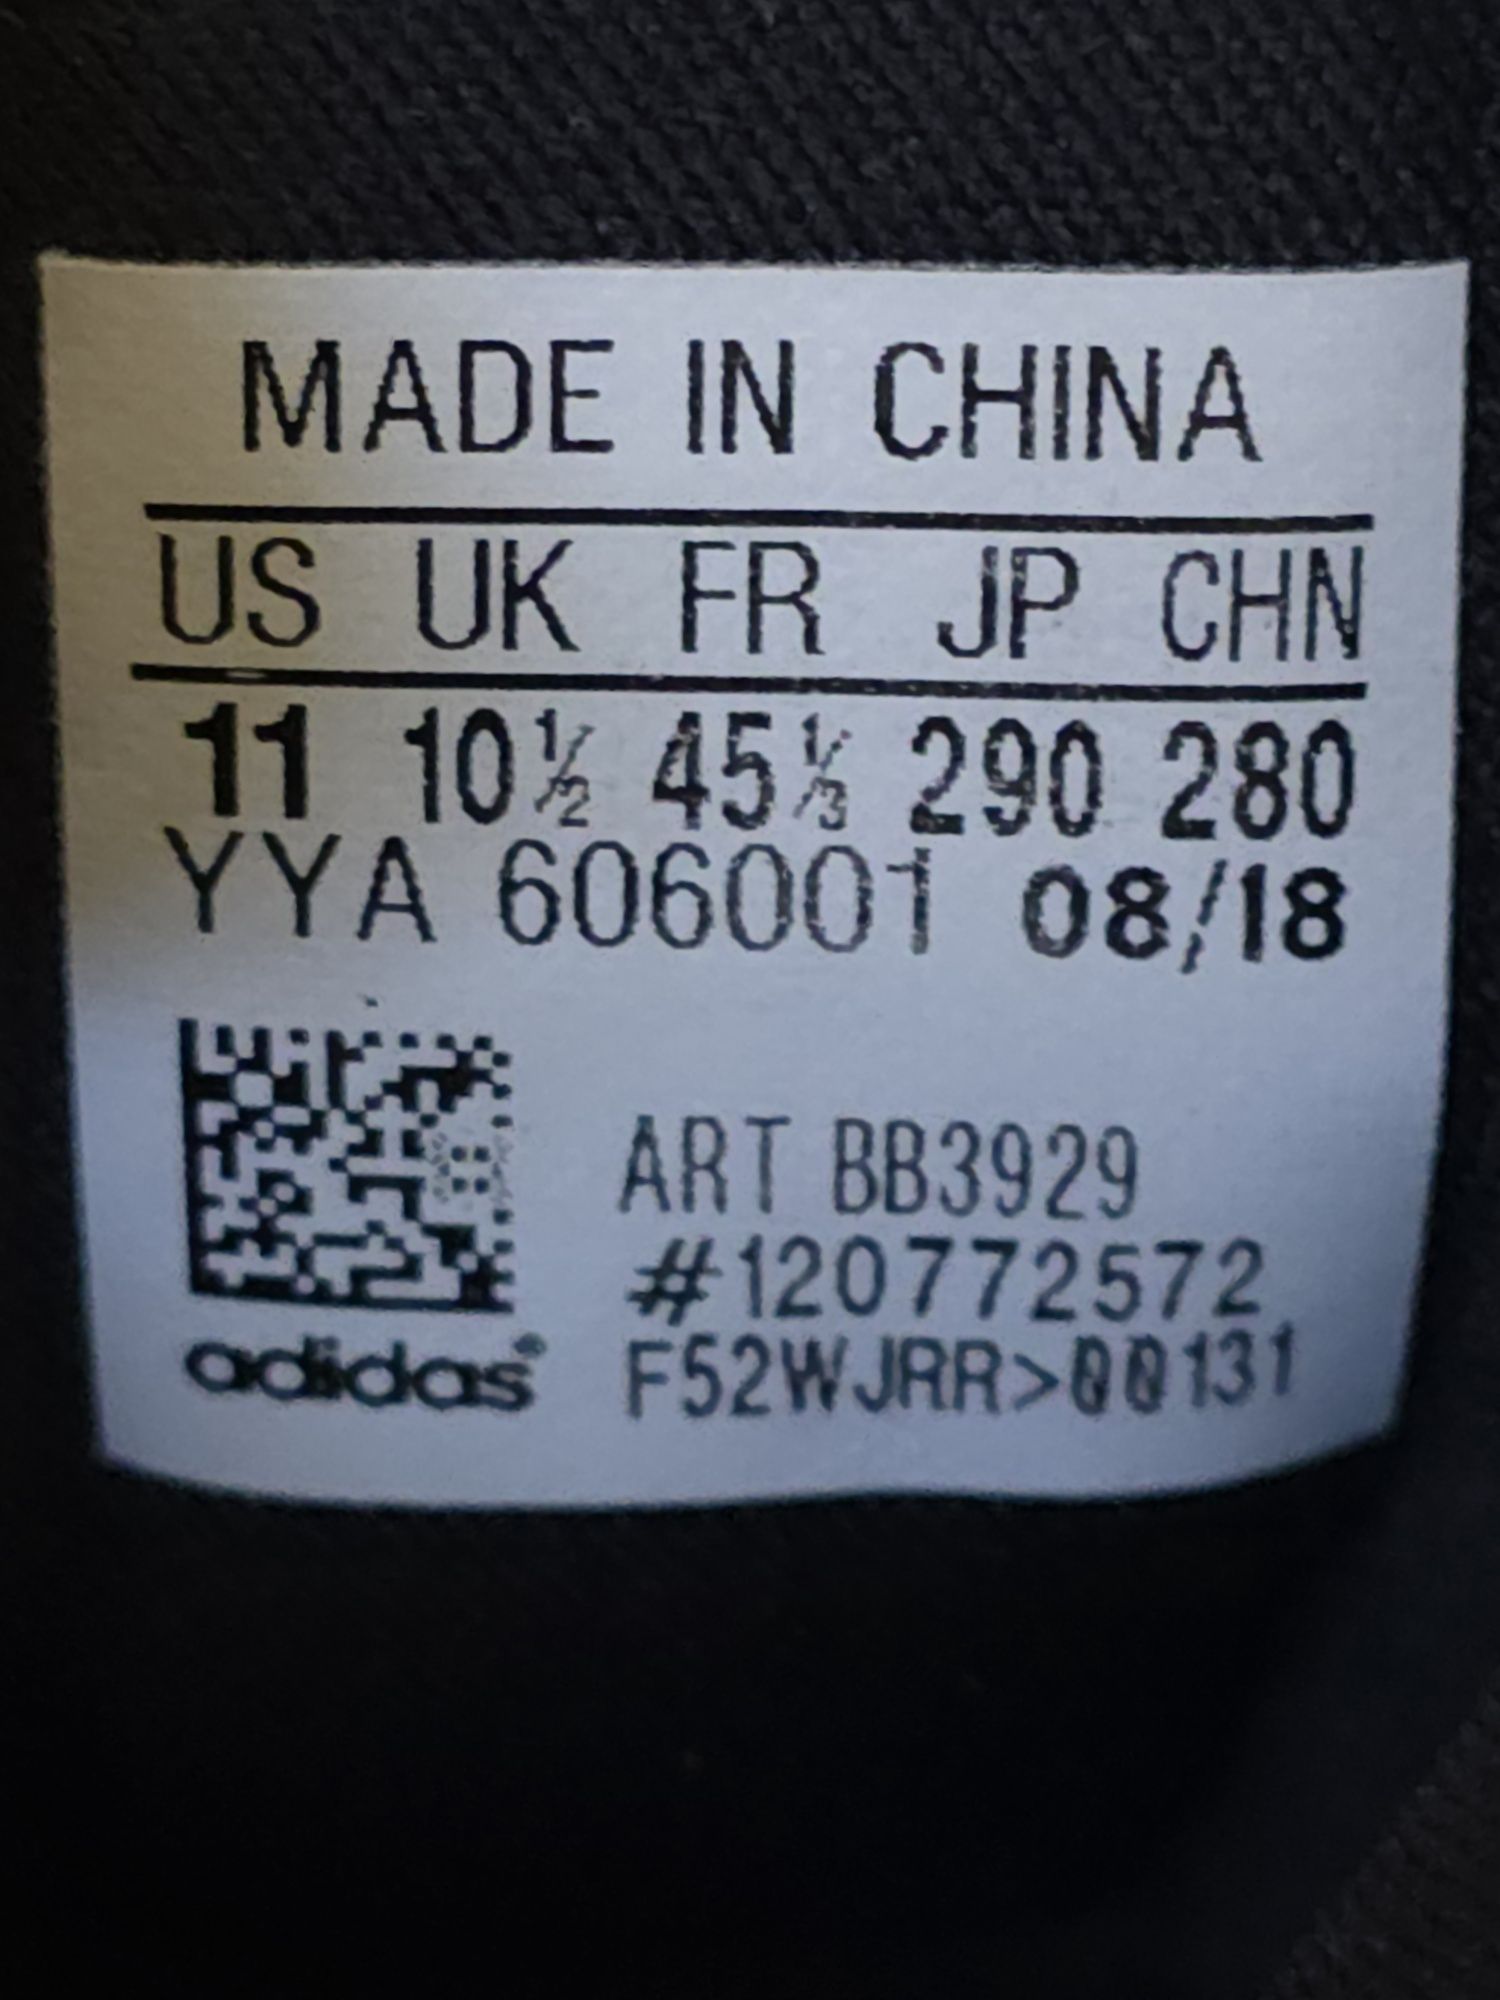 MADE IN CHINA
US UK FR JP CHN
11 10½ 45⅓ 290 280
YYA 606001 08/18
ART BB3929
#120772572
adidas® F52WJRR>00131